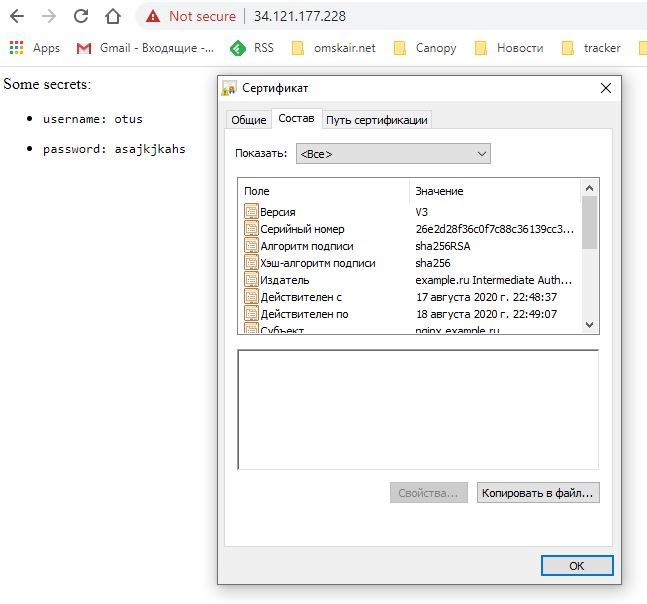 Not secure | 34.121.177.228
Apps Gmail - Входящие -... RSS omskair.net Canopy Новости tracker
Some secrets:
username: otus
password: asajkjkahs
Сертификат
Общие Состав Путь сертификации
Показать: <Все>
Поле Значение
Версия V3
Серийный номер 26e2d28f36c0f7c88c36139cc3...
Алгоритм подписи sha256RSA
Хэш-алгоритм подписи sha256
Издатель example.ru Intermediate Auth...
Действителен с 17 августа 2020 г. 22:48:37
Действителен по 18 августа 2020 г. 22:49:07
Субъект nginx.example.ru
Свойства... Копировать в файл...
OK